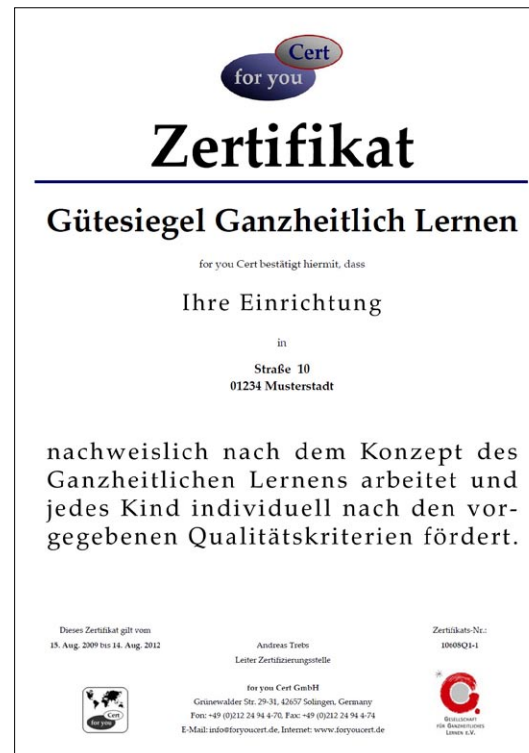 Cert
for you
Zertifikat
Gütesiegel Ganzheitlich Lernen
for you Cert bestätigt hiermit, dass
Ihre Einrichtung
in
Straße 10
01234 Musterstadt
nachweislich nach dem Konzept des
Ganzheitlichen Lernens arbeitet und
jedes Kind individuell nach den vor-
gegebenen Qualitätskriterien fördert.
Dieses Zertifikat gilt vom
15. Aug. 2009 bis 14. Aug. 2012
Andreas Trebs
Leiter Zertifizierungsstelle
Zertifikats-Nr.:
10608Q1-1
for you Cert GmbH
Grünewalder Str. 29-31, 42657 Solingen, Germany
Fon: +49 (0)212 24 94 4-70, Fax: +49 (0)212 24 94 4-74
E-Mail: info@foryoucert.de, Internet: www.foryoucert.de
Cert
for you
Gesellschaft
für Ganzheitliches
Lernen e.V.